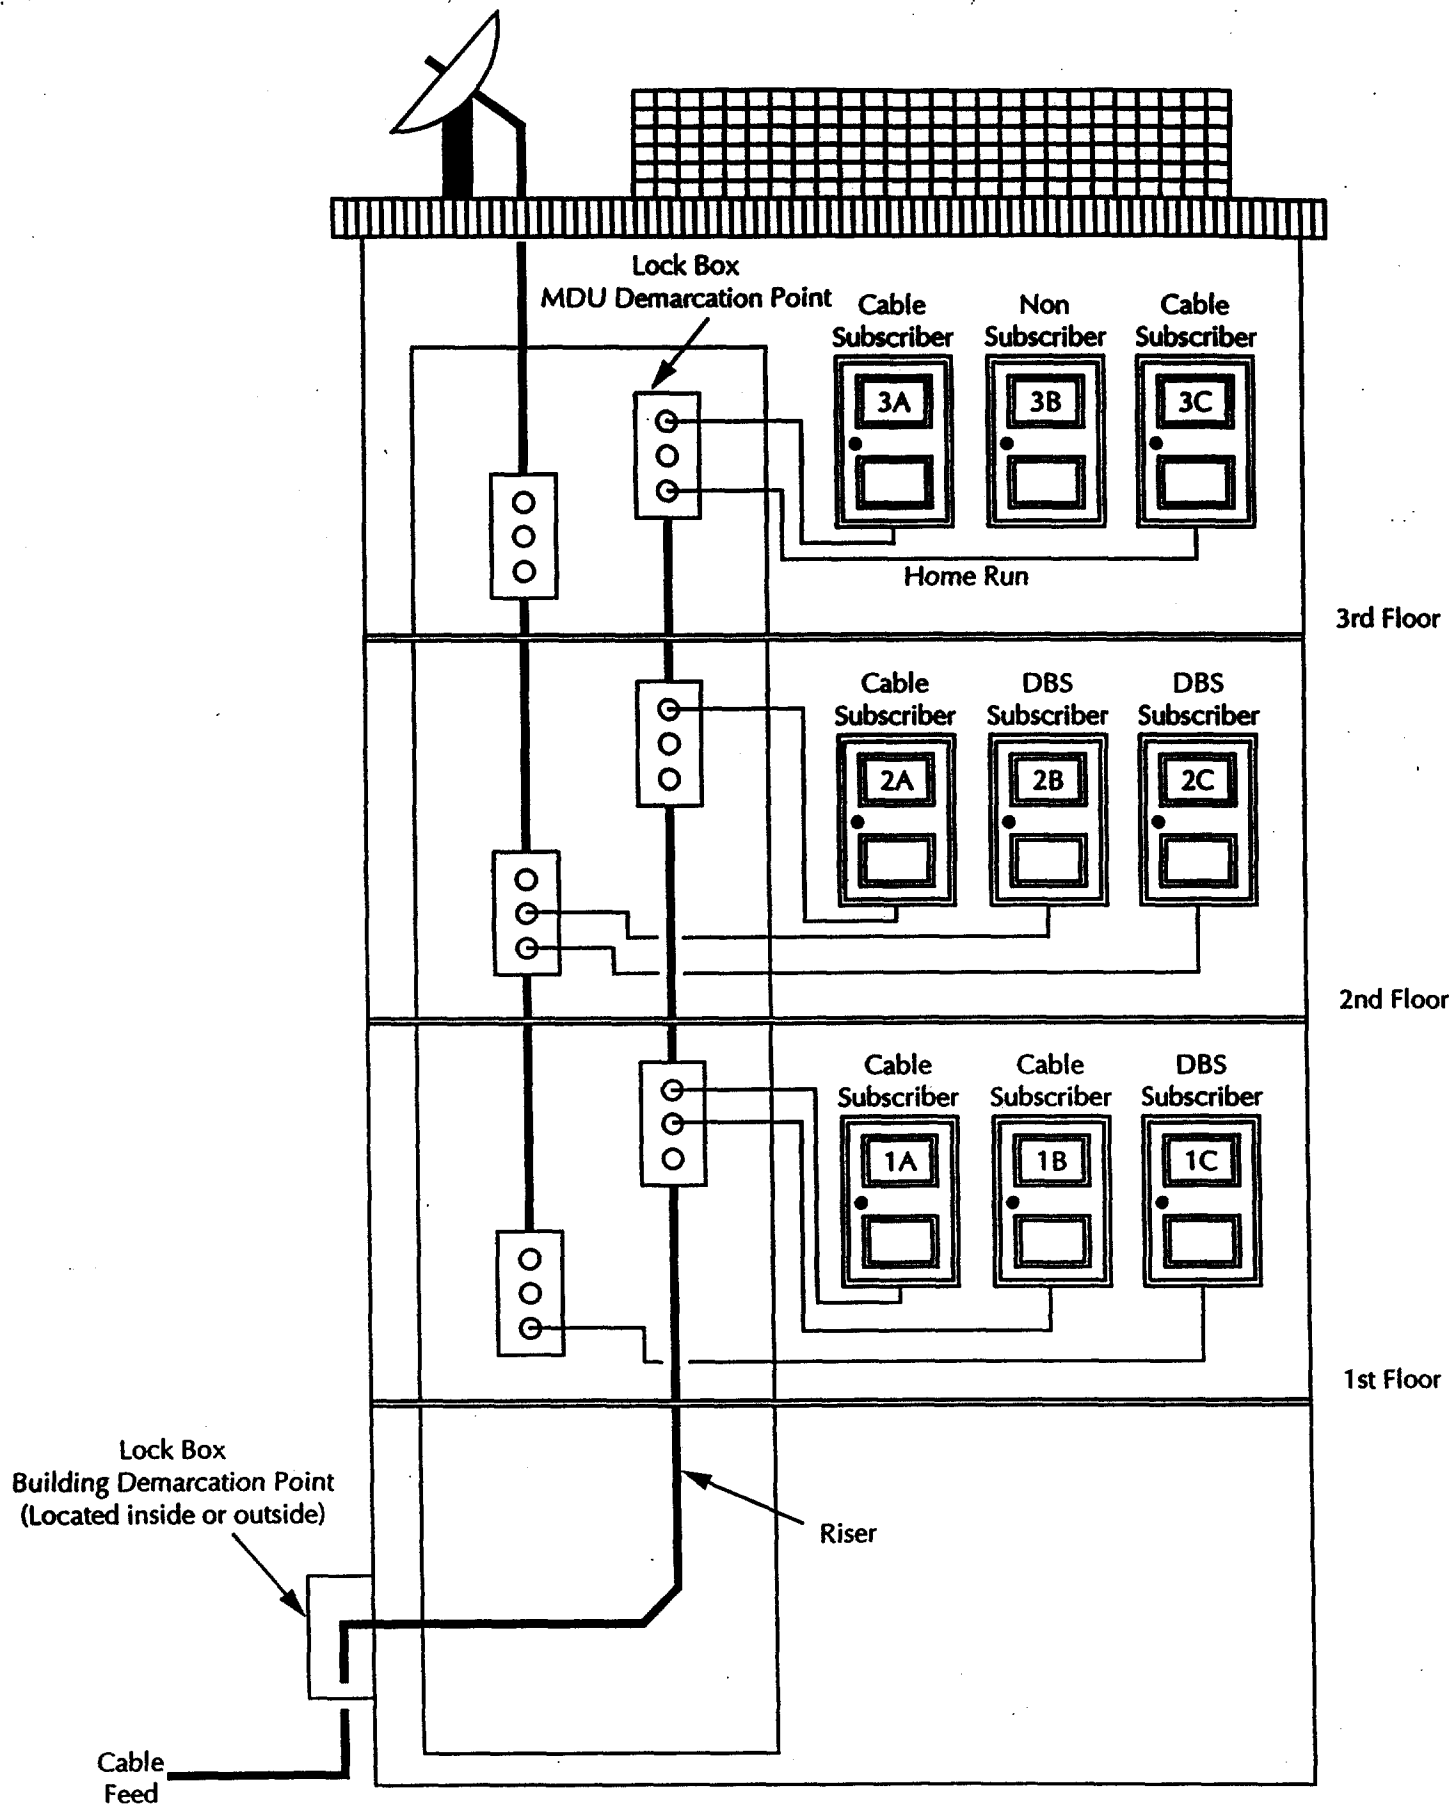 Lock Box
MDU Demarcation Point
Cable
Subscriber
Non
Subscriber
Cable
Subscriber
3A
3B
3C
Home Run
3rd Floor
Cable
Subscriber
DBS
Subscriber
DBS
Subscriber
2A
2B
2C
2nd Floor
Cable
Subscriber
Cable
Subscriber
DBS
Subscriber
1A
1B
1C
1st Floor
Lock Box
Building Demarcation Point
(Located inside or outside)
Riser
Cable
Feed